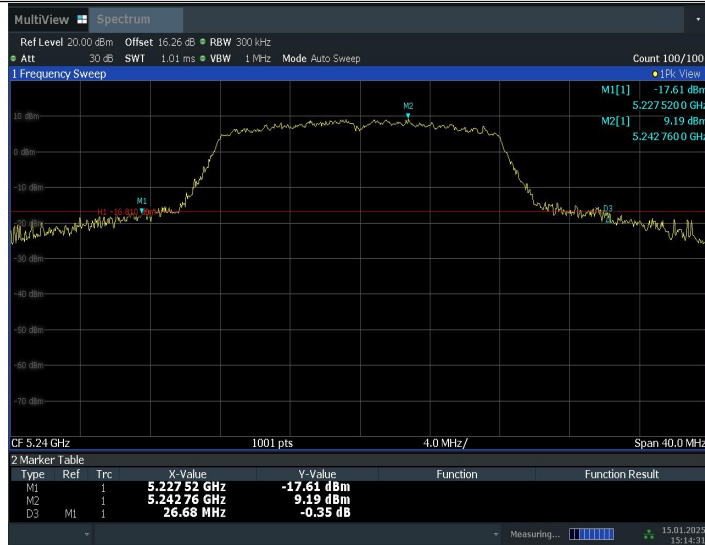 MultiView Spectrum
Ref Level 20.00 dBm Offset 16.26 dB RBW 300 kHz
Att 30 dB SWT 1.01 ms VBW 1 MHz Mode Auto Sweep Count 100/100
1 Frequency Sweep 1Pk View
M1[1] -17.61 dBm
5.227 520 0 GHz
M2[1] 9.19 dBm
5.242 760 0 GHz
M2
10 dBm
0 dBm
-10 dBm
M1
H1 -16.810 dBm
D3
-20 dBm
-30 dBm
-40 dBm
-50 dBm
-60 dBm
-70 dBm
CF 5.24 GHz 1001 pts 4.0 MHz/ Span 40.0 MHz
2 Marker Table
Type Ref Trc X-Value Y-Value Function Function Result
M1 1 5.227 52 GHz -17.61 dBm
M2 1 5.242 76 GHz 9.19 dBm
D3 M1 1 26.68 MHz -0.35 dB
Measuring... 15.01.2025
15:14:31